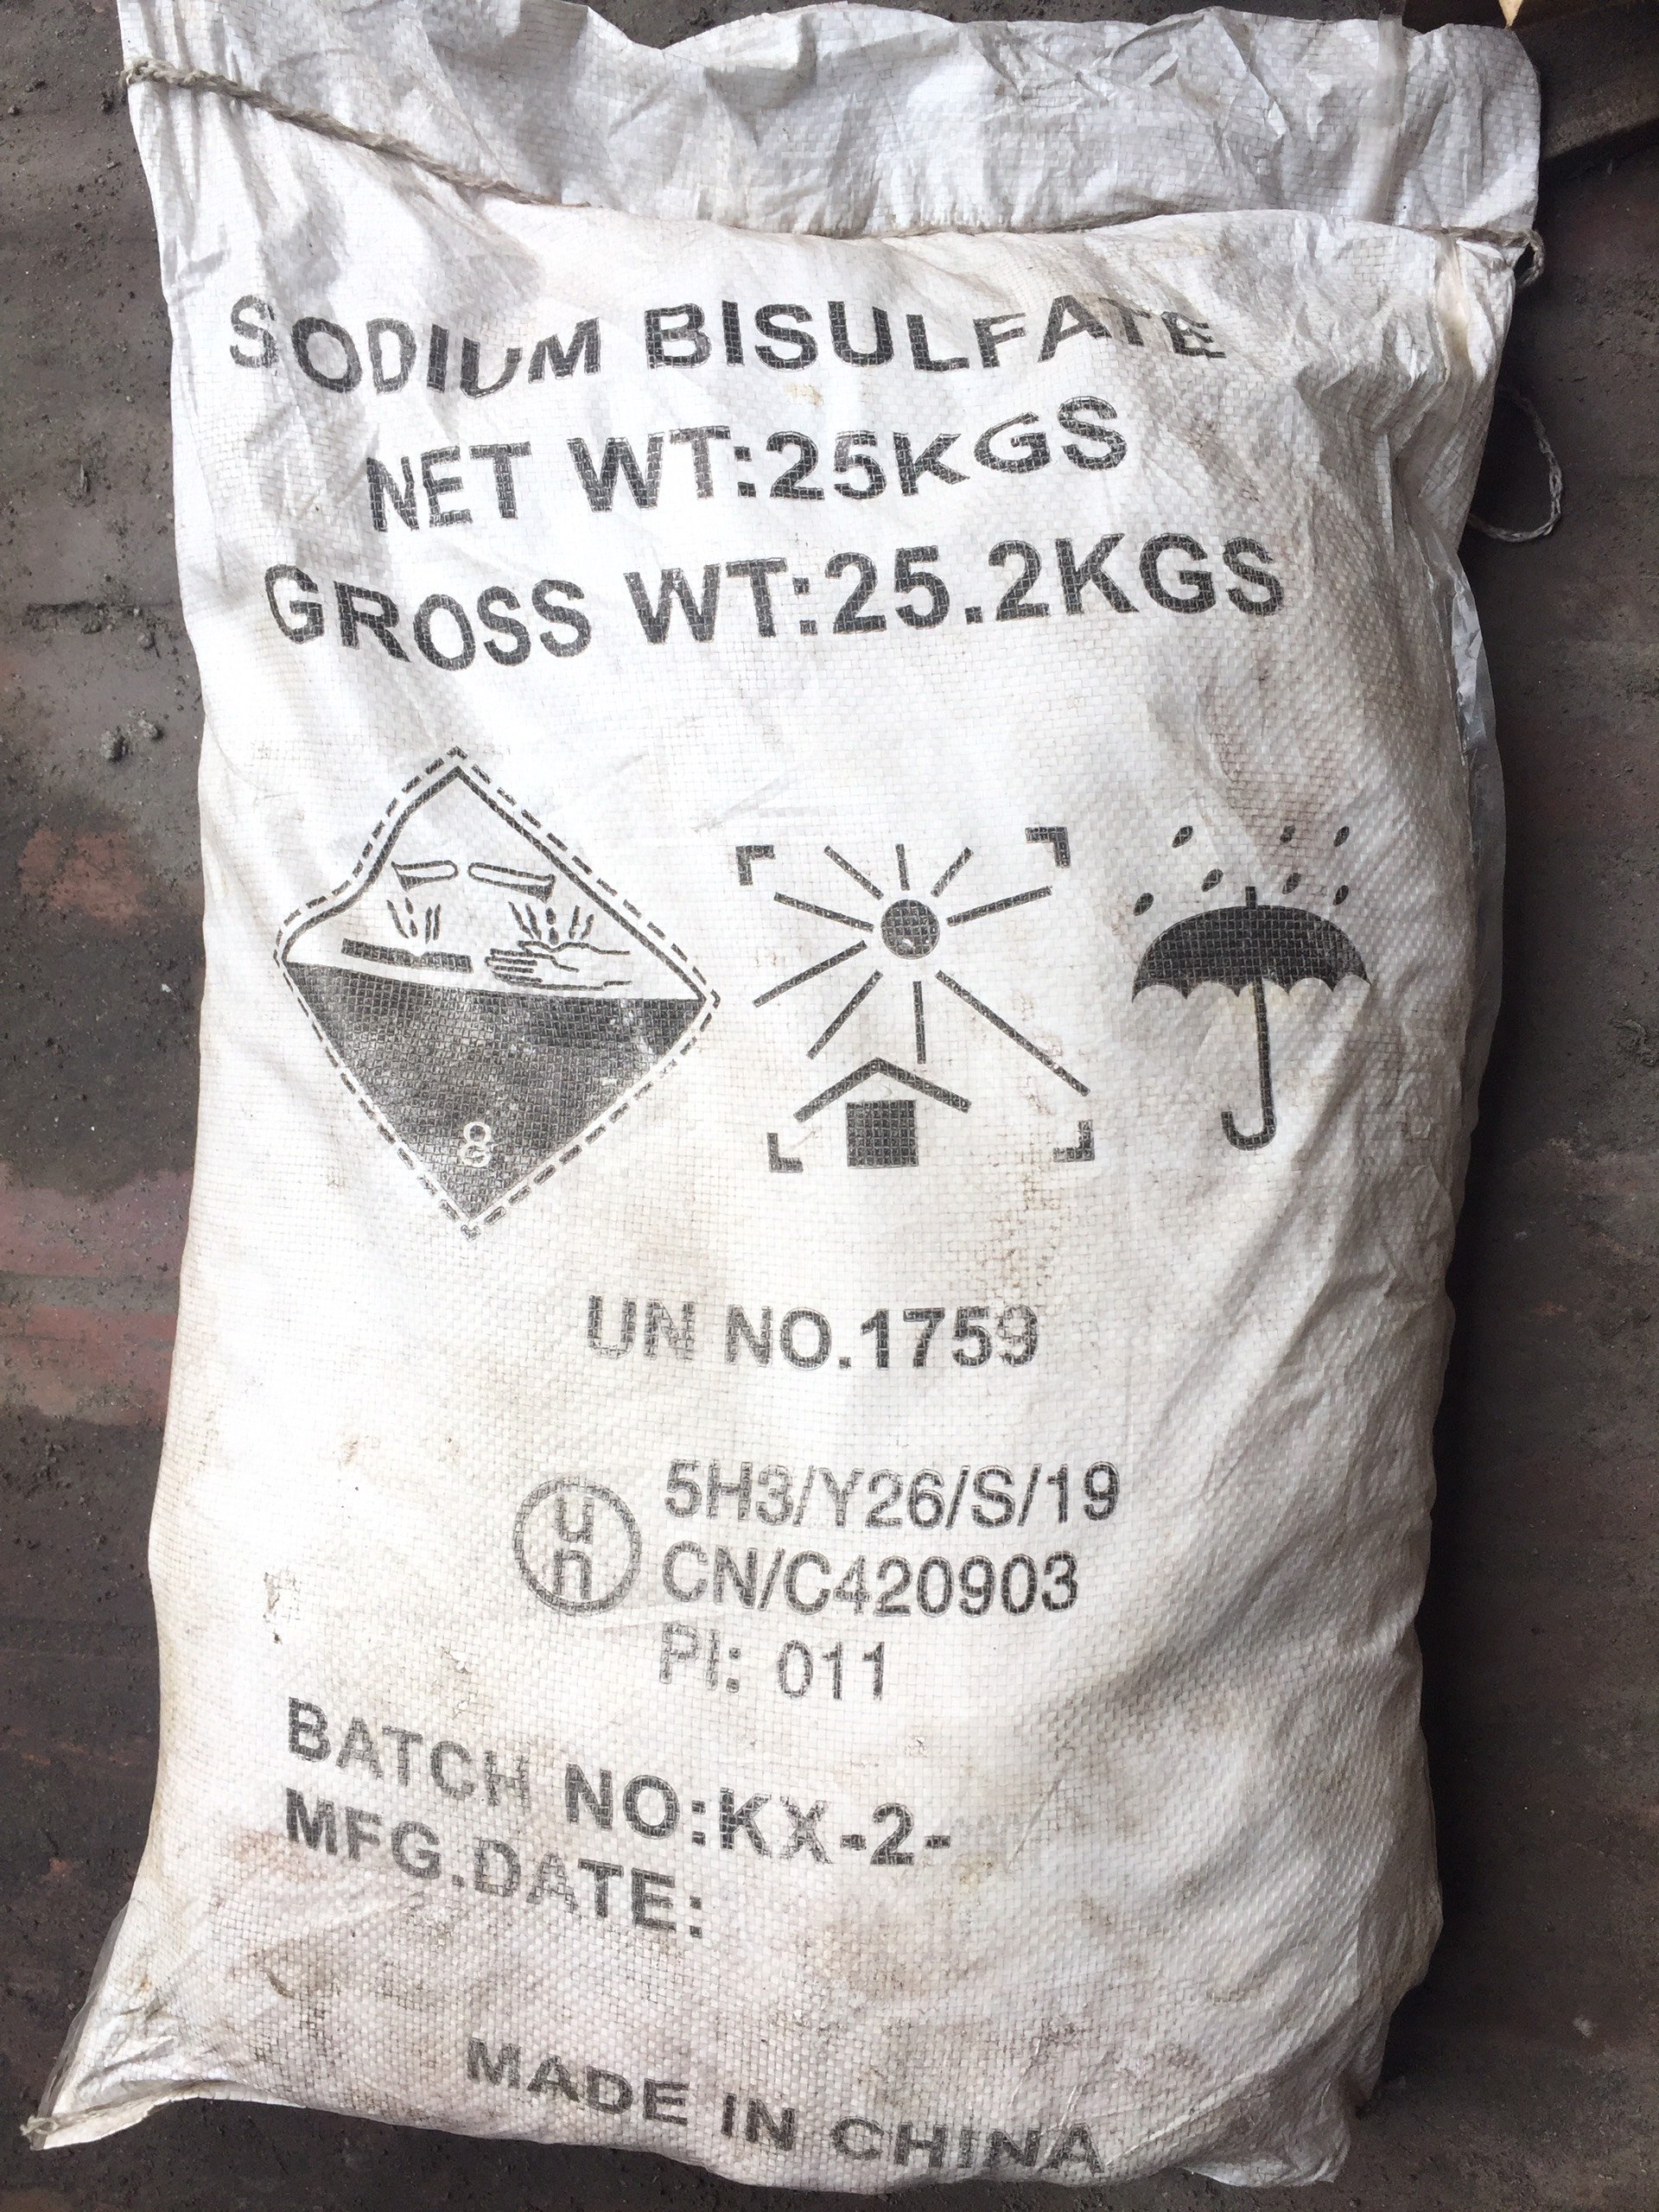 SODIUM BISULFATE
NET WT:25KGS
GROSS WT:25.2KGS
8
UN NO.1759
un
5H3/Y26/S/19
CN/C420903
PI: 011
BATCH NO:KX-2-
MFG.DATE:
MADE IN CHINA